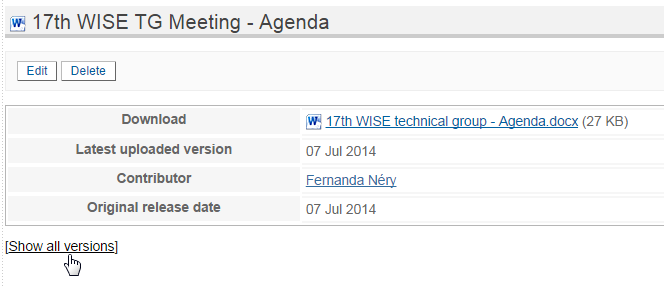 17th WISE TG Meeting - Agenda
Edit Delete
Download 17th WISE technical group - Agenda.docx (27 KB)
Latest uploaded version 07 Jul 2014
Contributor Fernanda Néry
Original release date 07 Jul 2014
[Show all versions]